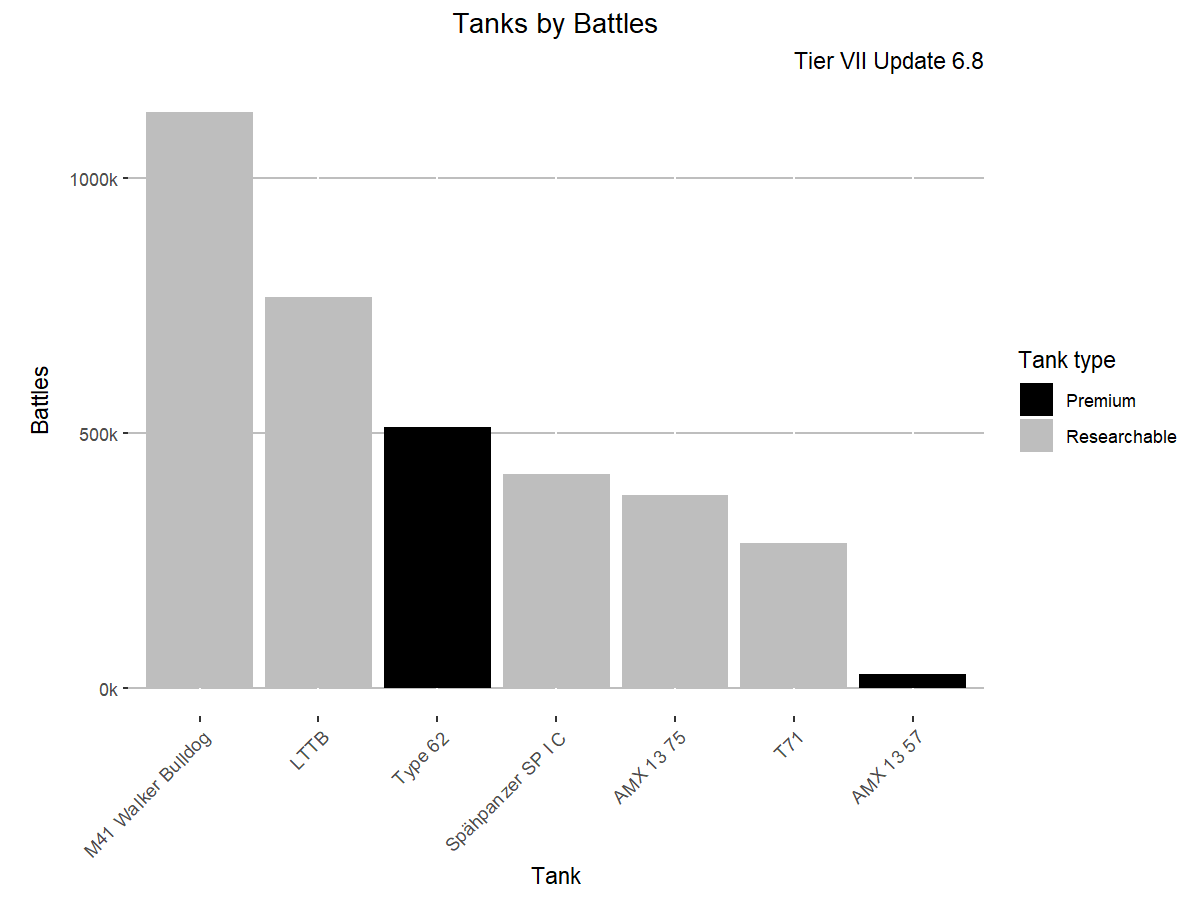 Tanks by Battles
Tier VII Update 6.8
1000k
500k
0k
Battles
M41 Walker Bulldog
LTTB
Type 62
Spähpanzer SP I C
AMX 13 75
T71
AMX 13 57
Tank
Tank type
Premium
Researchable